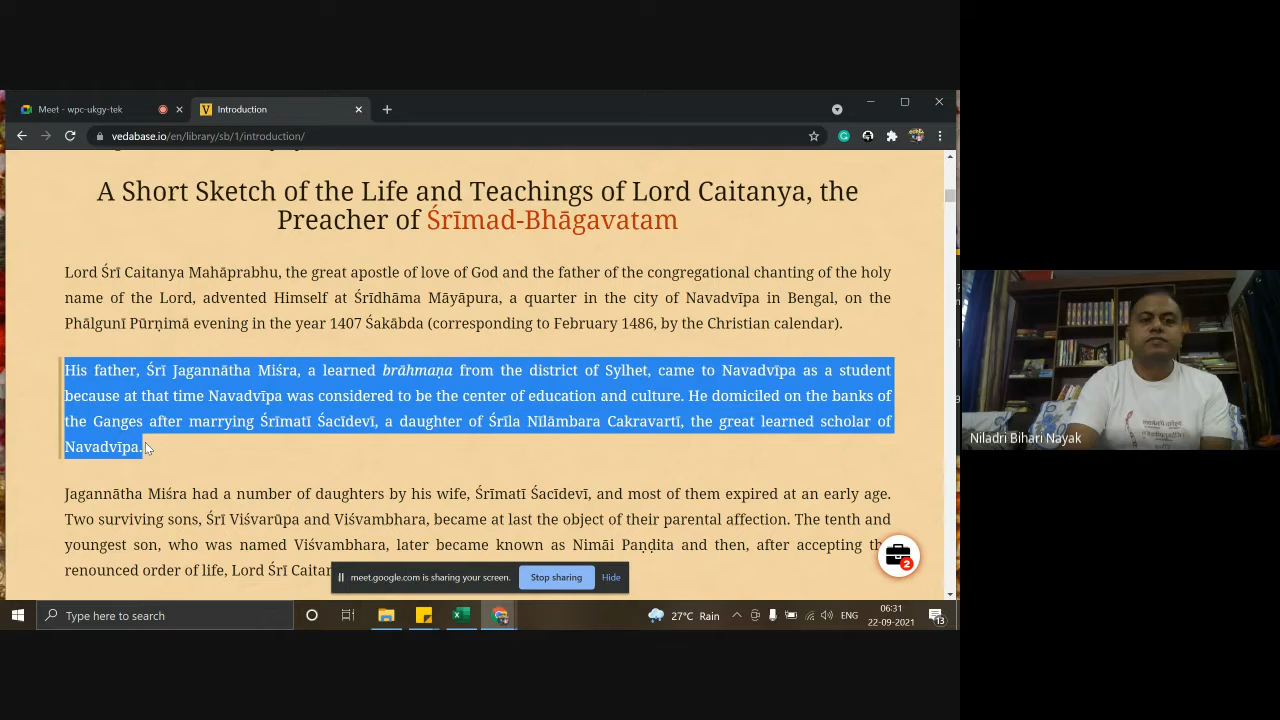 Meet - wpc-ukgy-tek
Introduction
vedabase.io/en/library/sb/1/introduction/
A Short Sketch of the Life and Teachings of Lord Caitanya, the
Preacher of Śrīmad-Bhāgavatam
Lord Śrī Caitanya Mahāprabhu, the great apostle of love of God and the father of the congregational chanting of the holy
name of the Lord, advented Himself at Śrīdhāma Māyāpura, a quarter in the city of Navadvīpa in Bengal, on the
Phālgunī Pūrṇimā evening in the year 1407 Śakābda (corresponding to February 1486, by the Christian calendar).
His father, Śrī Jagannātha Miśra, a learned brāhmaṇa from the district of Sylhet, came to Navadvīpa as a student
because at that time Navadvīpa was considered to be the center of education and culture. He domiciled on the banks of
the Ganges after marrying Śrīmatī Śacīdevī, a daughter of Śrīla Nīlāmbara Cakravartī, the great learned scholar of
Navadvīpa.
Jagannātha Miśra had a number of daughters by his wife, Śrīmatī Śacīdevī, and most of them expired at an early age.
Two surviving sons, Śrī Viśvarūpa and Viśvambhara, became at last the object of their parental affection. The tenth and
youngest son, who was named Viśvambhara, later became known as Nimāi Paṇḍita and then, after accepting
renounced order of life, Lord Śrī
meet.google.com is sharing your screen.
Stop sharing
Hide
2
Niladri Bihari Nayak
Type here to search
27°C Rain
ENG
06:31
22-09-2021
13